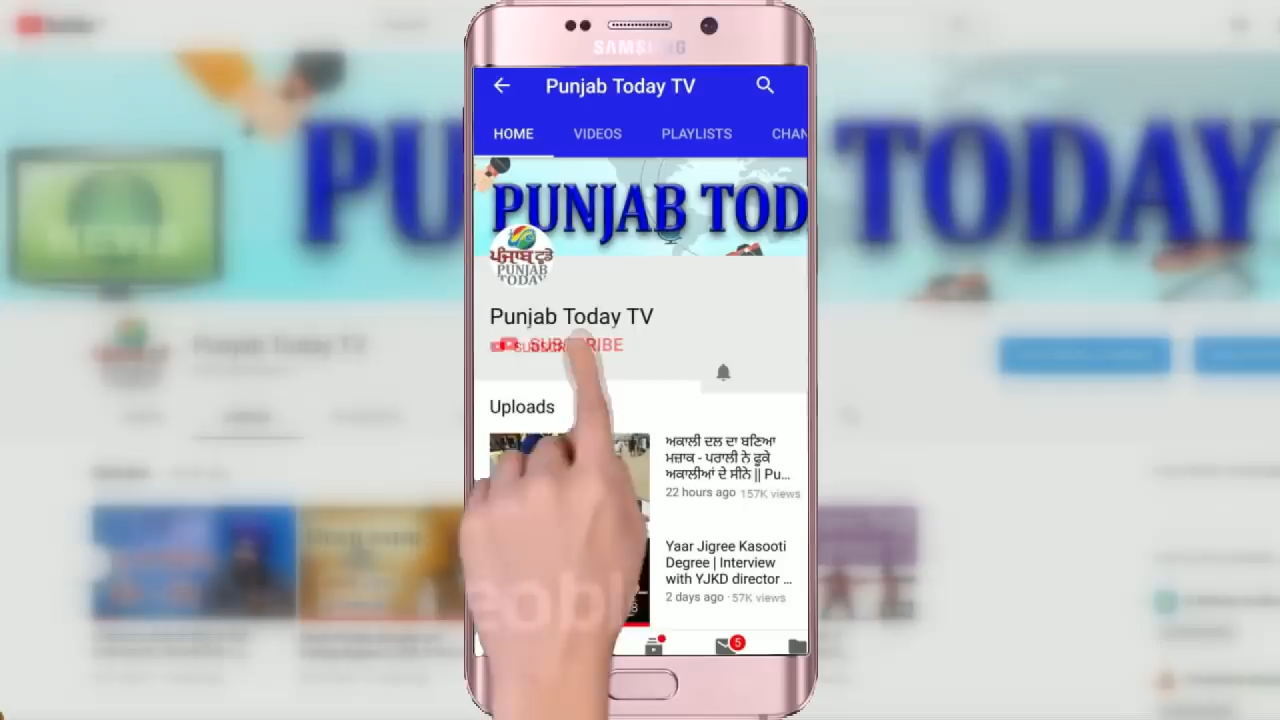 SAMSUNG
Punjab Today TV
HOME VIDEOS PLAYLISTS CHAN
PUNJAB TOD
ਪੰਜਾਬ ਟੂਡੇ
PUNJAB
TODAY
Punjab Today TV
SUBSCRIBE
Uploads
ਅਕਾਲੀ ਦਲ ਦਾ ਬਣਿਆ
ਮਜ਼ਾਕ - ਪਰਾਲੀ ਨੇ ਫੂਕੇ
ਅਕਾਲੀਆਂ ਦੇ ਸੀਨੇ || Pu...
22 hours ago 157K views
Yaar Jigree Kasooti
Degree | Interview
with YJKD director ...
2 days ago · 57K views
5
PU
TODAY